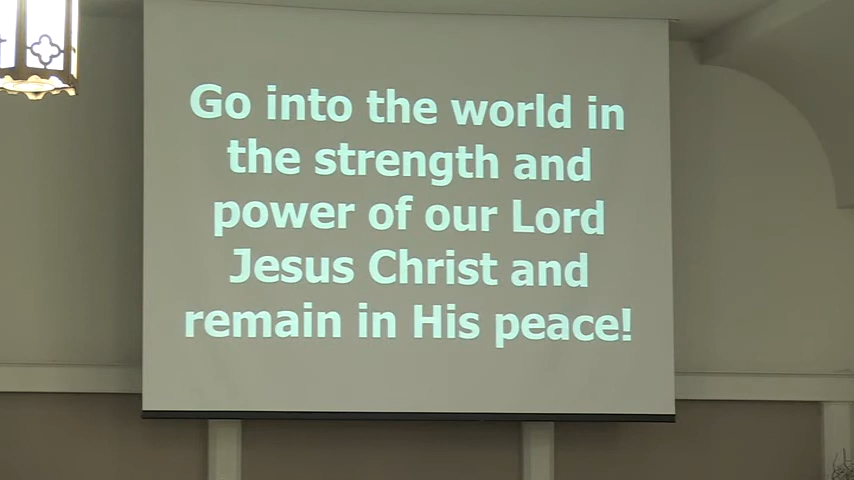 Go into the world in
the strength and
power of our Lord
Jesus Christ and
remain in His peace!